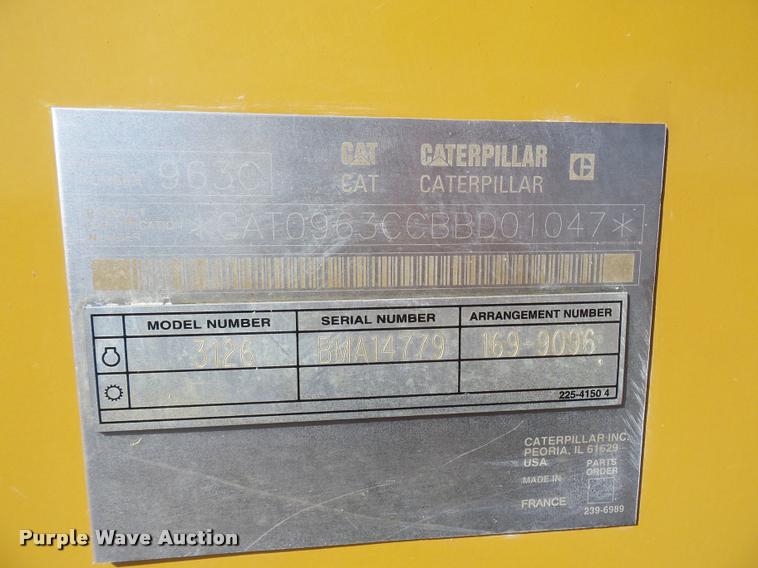 CAT CATERPILLAR
963C
CAT CATERPILLAR
*CAT0963CCBBD01047*
MODEL NUMBER SERIAL NUMBER ARRANGEMENT NUMBER
3126 BMA14779 169-9096
225-4150 4
CATERPILLAR INC.
PEORIA, IL 61629
USA PARTS
ORDER
MADE IN
FRANCE
239-6989
Purple Wave Auction